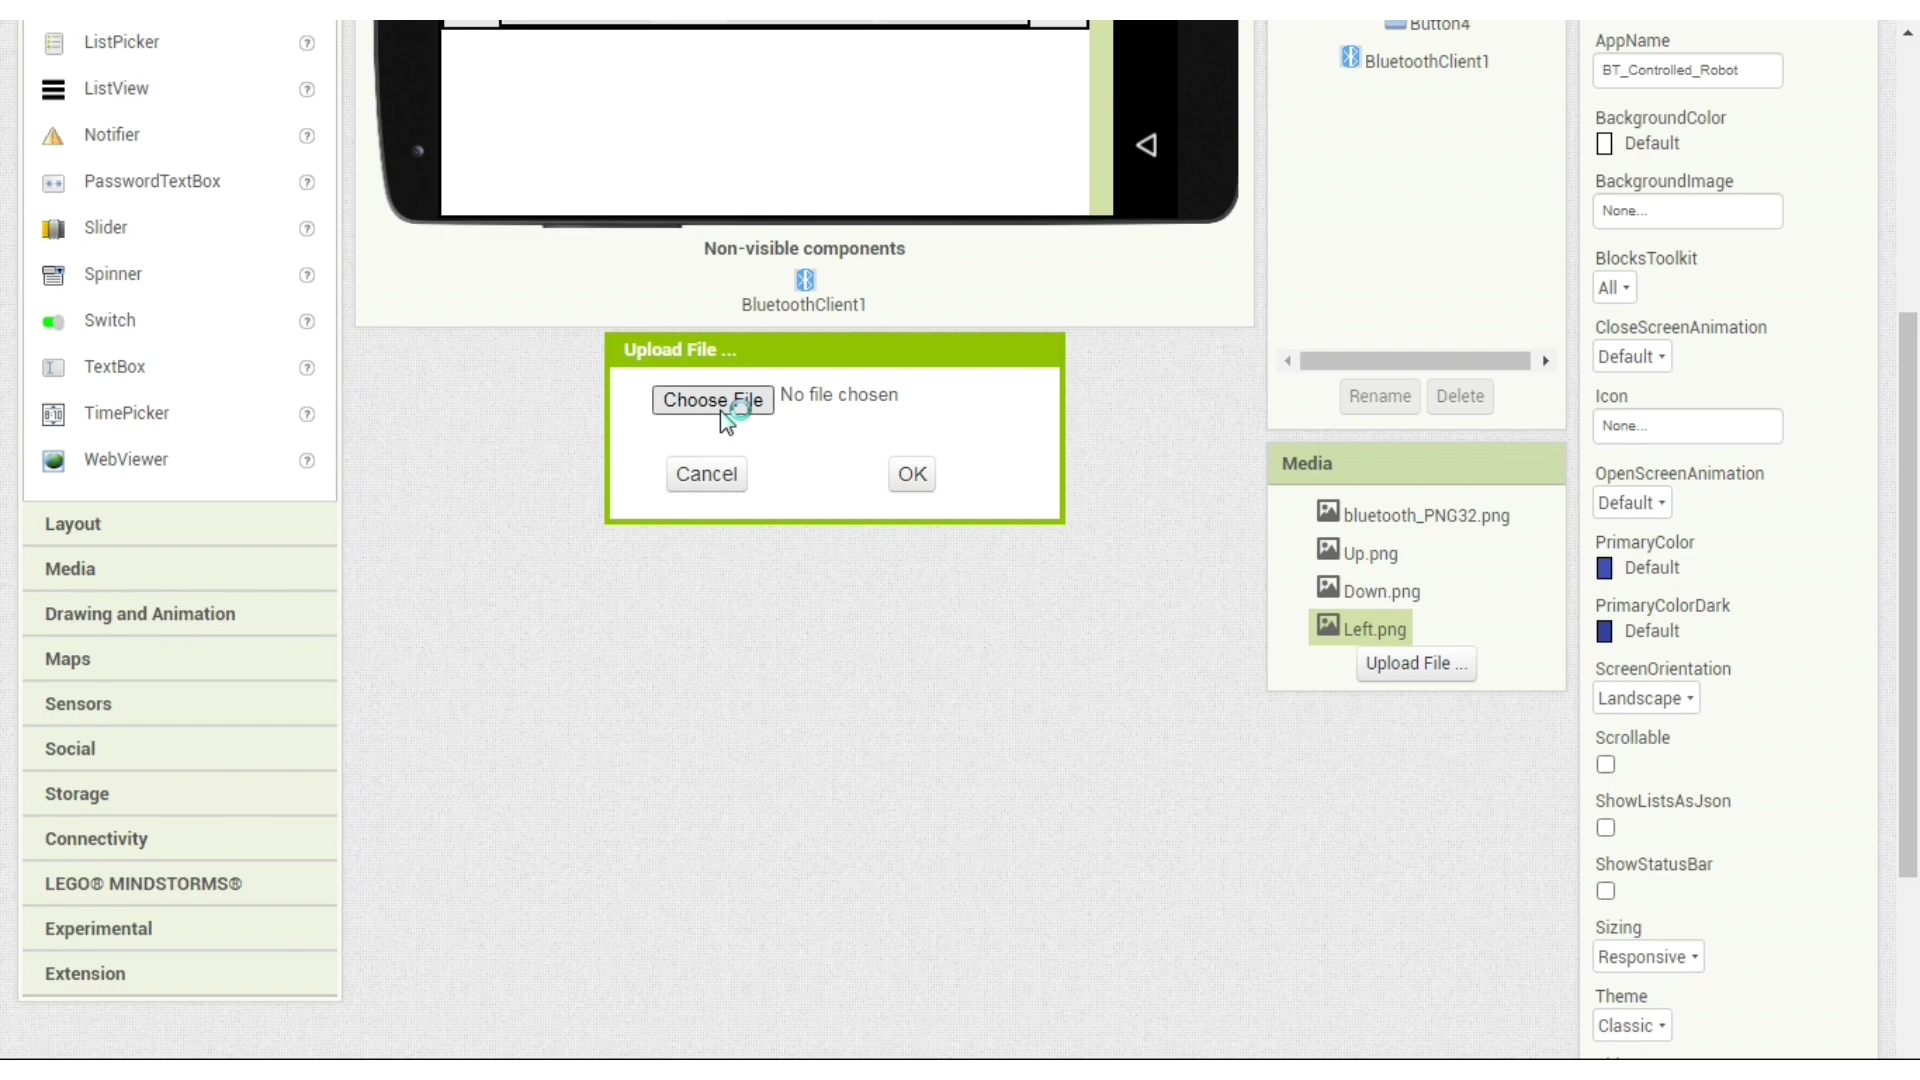 ListPicker
ListView
Notifier
PasswordTextBox
Slider
Spinner
Switch
TextBox
TimePicker
WebViewer
Layout
Media
Drawing and Animation
Maps
Sensors
Social
Storage
Connectivity
LEGO® MINDSTORMS®
Experimental
Extension
Non-visible components
BluetoothClient1
Upload File ...
Choose File No file chosen
Cancel OK
Button4
BluetoothClient1
Rename Delete
Media
bluetooth_PNG32.png
Up.png
Down.png
Left.png
Upload File ...
AppName
BT_Controlled_Robot
BackgroundColor
Default
BackgroundImage
None...
BlocksToolkit
All
CloseScreenAnimation
Default
Icon
None...
OpenScreenAnimation
Default
PrimaryColor
Default
PrimaryColorDark
Default
ScreenOrientation
Landscape
Scrollable
ShowListsAsJson
ShowStatusBar
Sizing
Responsive
Theme
Classic